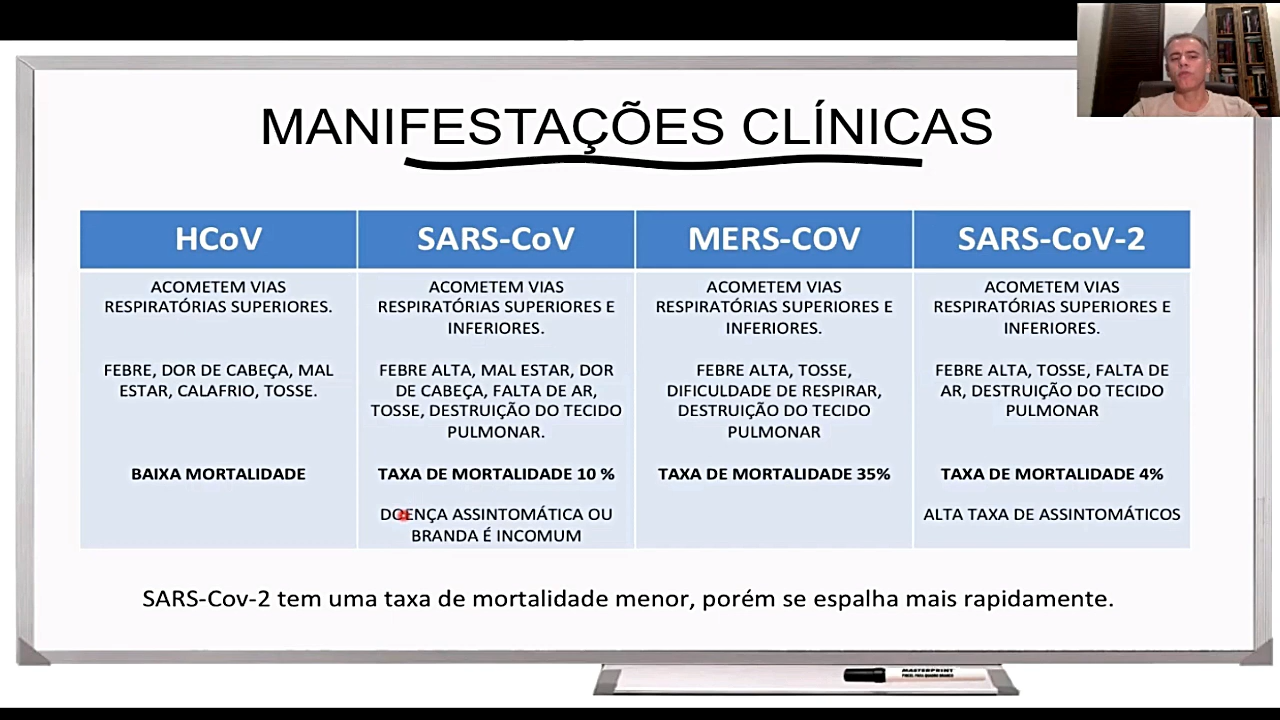 MANIFESTAÇÕES CLÍNICAS
HCoV
SARS-CoV
MERS-COV
SARS-CoV-2
ACOMETEM VIAS
RESPIRATÓRIAS SUPERIORES.
FEBRE, DOR DE CABEÇA, MAL
ESTAR, CALAFRIO, TOSSE.
BAIXA MORTALIDADE
ACOMETEM VIAS
RESPIRATÓRIAS SUPERIORES E
INFERIORES.
FEBRE ALTA, MAL ESTAR, DOR
DE CABEÇA, FALTA DE AR,
TOSSE, DESTRUIÇÃO DO TECIDO
PULMONAR.
TAXA DE MORTALIDADE 10 %
DOENÇA ASSINTOMÁTICA OU
BRANDA É INCOMUM
ACOMETEM VIAS
RESPIRATÓRIAS SUPERIORES E
INFERIORES.
FEBRE ALTA, TOSSE,
DIFICULDADE DE RESPIRAR,
DESTRUIÇÃO DO TECIDO
PULMONAR
TAXA DE MORTALIDADE 35%
ACOMETEM VIAS
RESPIRATÓRIAS SUPERIORES E
INFERIORES.
FEBRE ALTA, TOSSE, FALTA DE
AR, DESTRUIÇÃO DO TECIDO
PULMONAR
TAXA DE MORTALIDADE 4%
ALTA TAXA DE ASSINTOMÁTICOS
SARS-Cov-2 tem uma taxa de mortalidade menor, porém se espalha mais rapidamente.
MASTERPRINT